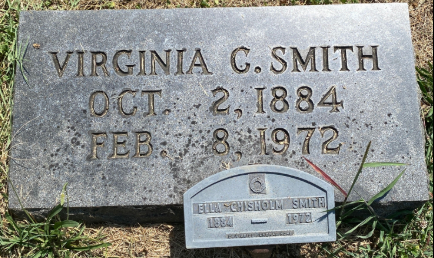 VIRGINIA C. SMITH
OCT. 2, 1884
FEB. 8, 1972
ELLA CHISHOLM SMITH
1884 — 1972